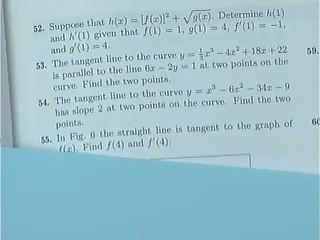 52. Suppose that h(x) = [f(x)]² + √g(x). Determine h(1)
and h′(1) given that f(1) = 1, g(1) = 4, f′(1) = −1,
and g′(1) = 4.
53. The tangent line to the curve y = ⅓x³ − 4x² + 18x + 22
is parallel to the line 6x − 2y = 1 at two points on the
curve. Find the two points.
54. The tangent line to the curve y = x³ − 6x² − 34x − 9
has slope 2 at two points on the curve. Find the two
points.
55. In Fig. 6 the straight line is tangent to the graph of
f(x). Find f(4) and f′(4).
59.
60